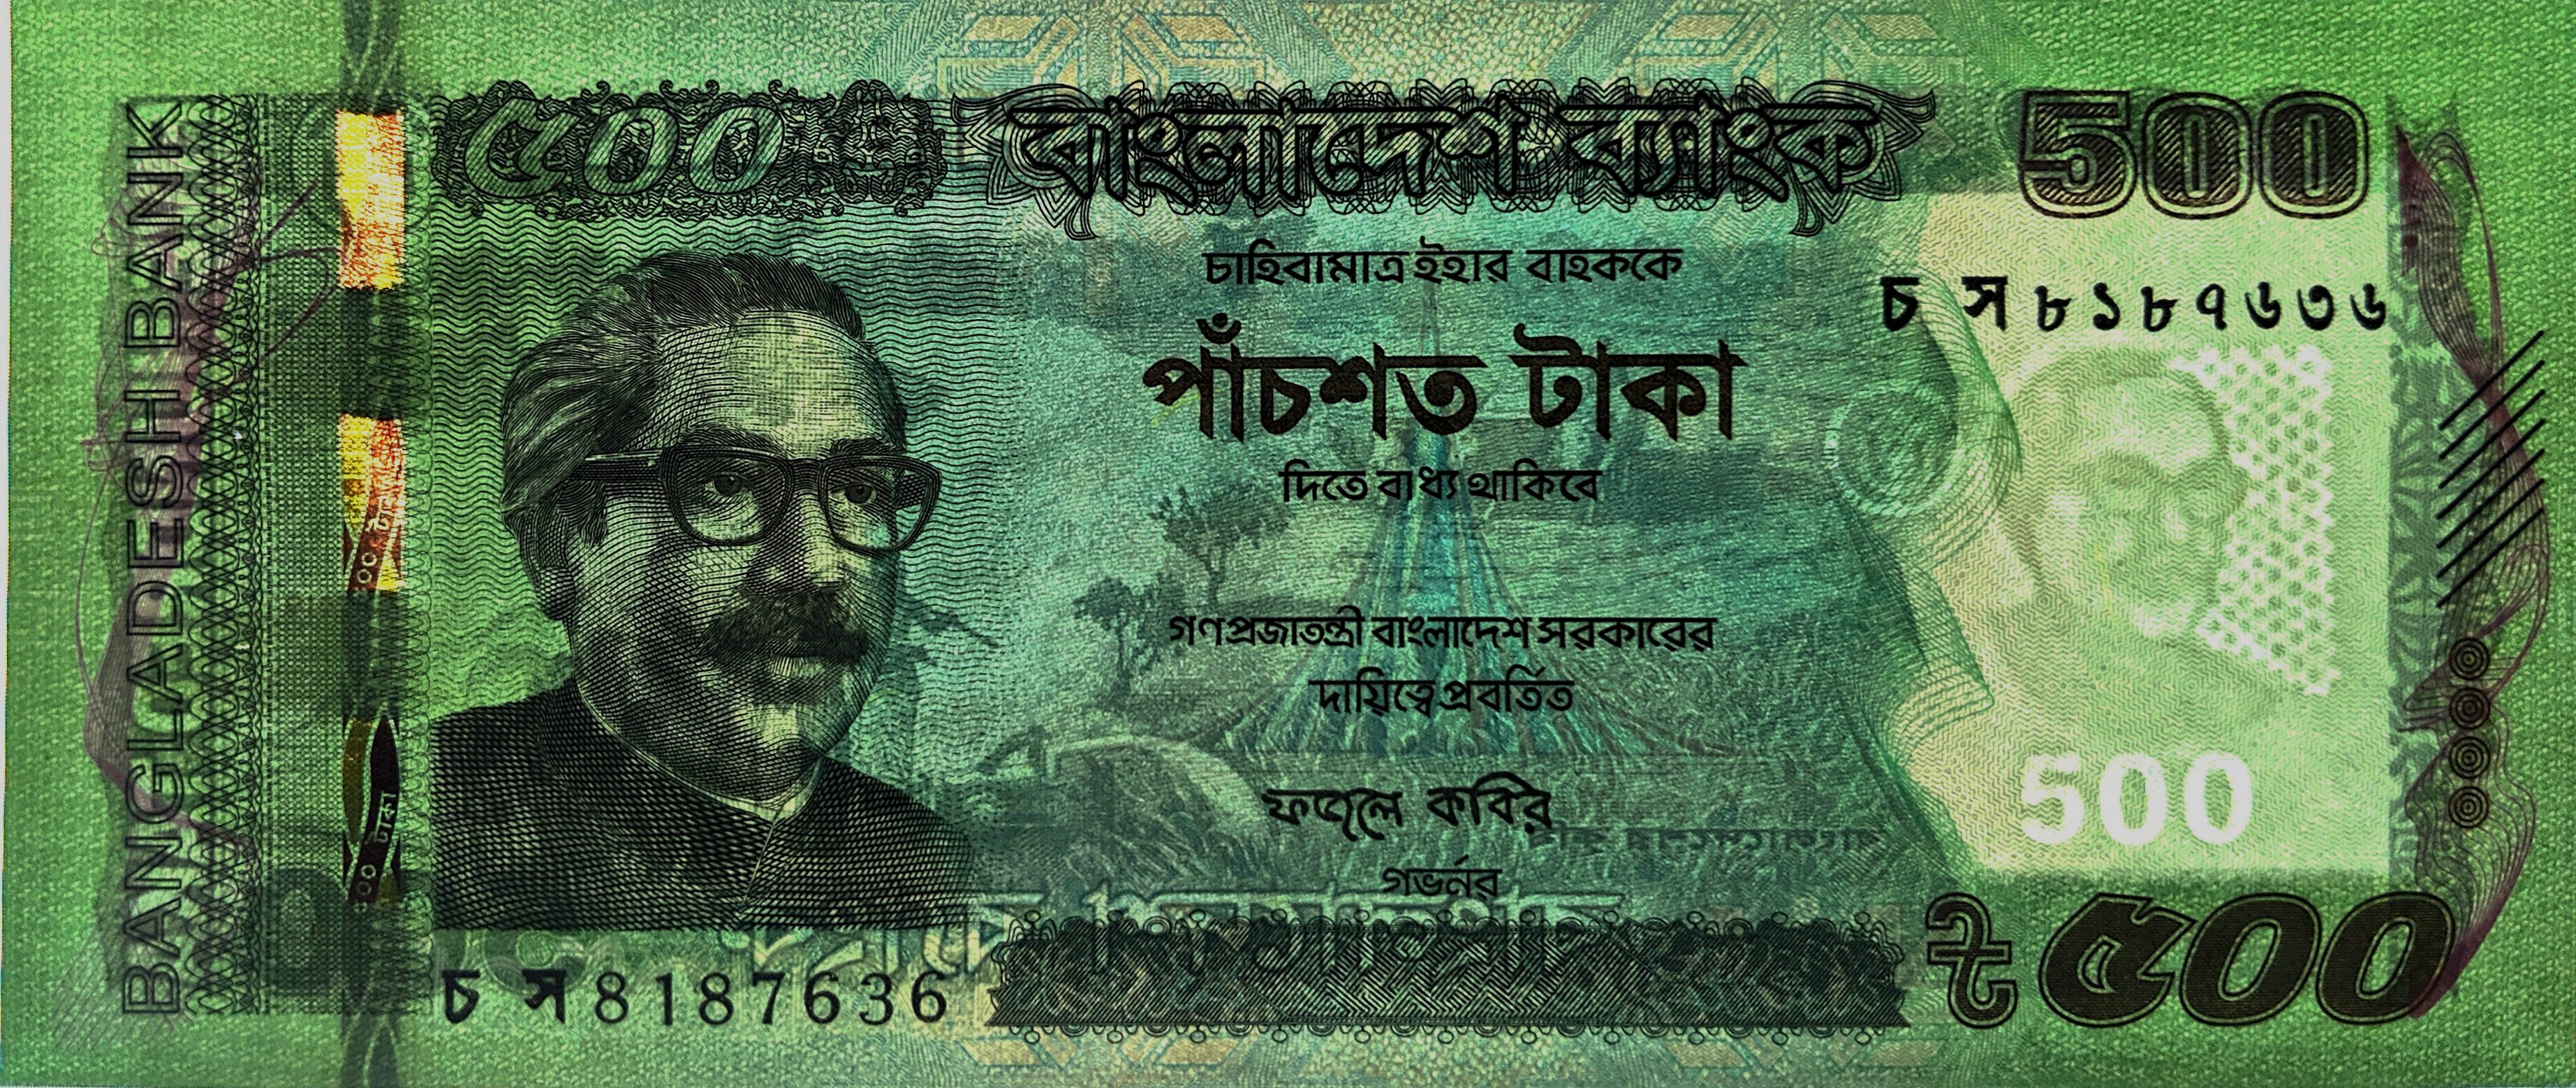 BANGLADESH BANK
৫০০
বাংলাদেশ ব্যাংক
500
চাহিবামাত্র ইহার বাহককে
চ স ৮১৮৭৬৩৬
পাঁচশত টাকা
দিতে বাধ্য থাকিবে
গণপ্রজাতন্ত্রী বাংলাদেশ সরকারের
দায়িত্বে প্রবর্তিত
500
ফজলে কবির
গভর্নর
চ স 8187636
৳ ৫০০